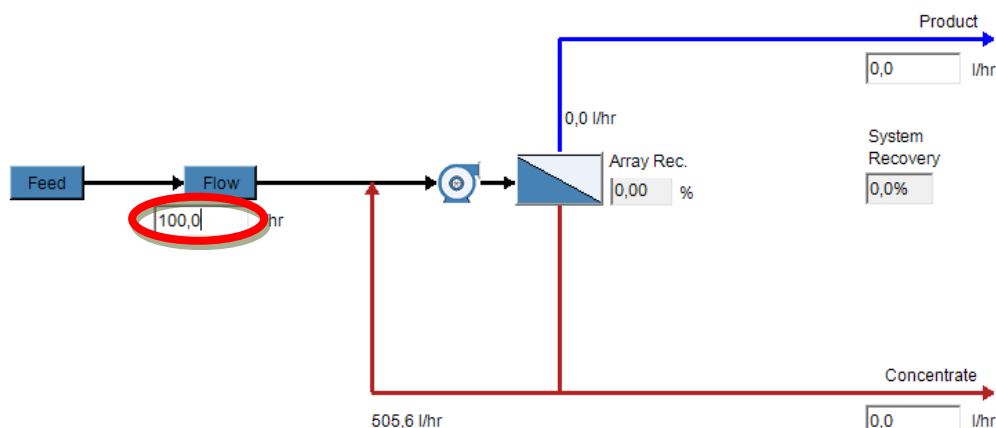 Product
0,0 l/hr
0,0 l/hr
System
Recovery
0,0%
Array Rec.
0,00 %
Feed
Flow
100,0 hr
Concentrate
505,6 l/hr
0,0 l/hr